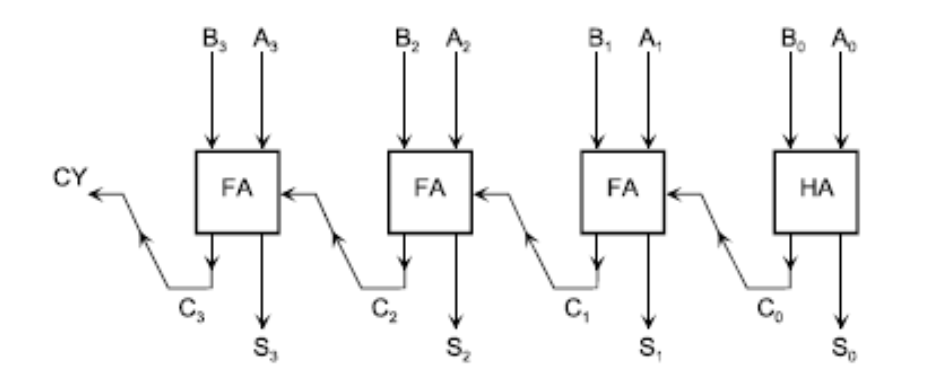 B₃ A₃ B₂ A₂ B₁ A₁ B₀ A₀
CY FA FA FA HA
C₃ C₂ C₁ C₀
S₃ S₂ S₁ S₀